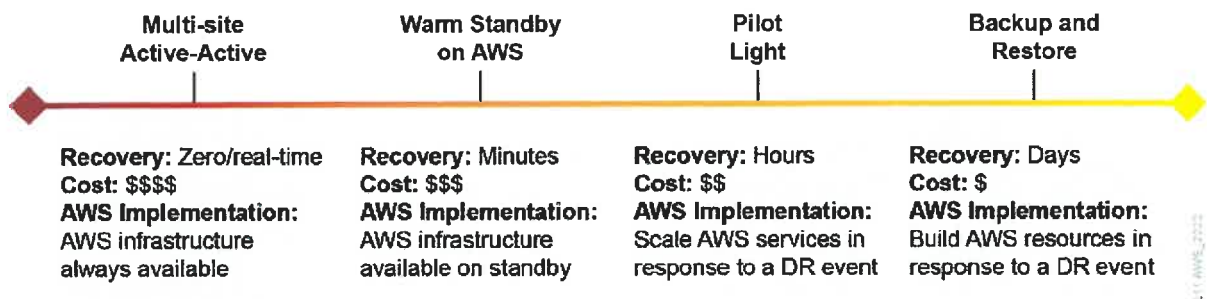 Multi-site
Active-Active
Warm Standby
on AWS
Pilot
Light
Backup and
Restore
Recovery: Zero/real-time
Cost: $$$$
AWS Implementation:
AWS infrastructure
always available
Recovery: Minutes
Cost: $$$
AWS Implementation:
AWS infrastructure
available on standby
Recovery: Hours
Cost: $$
AWS Implementation:
Scale AWS services in
response to a DR event
Recovery: Days
Cost: $
AWS Implementation:
Build AWS resources in
response to a DR event